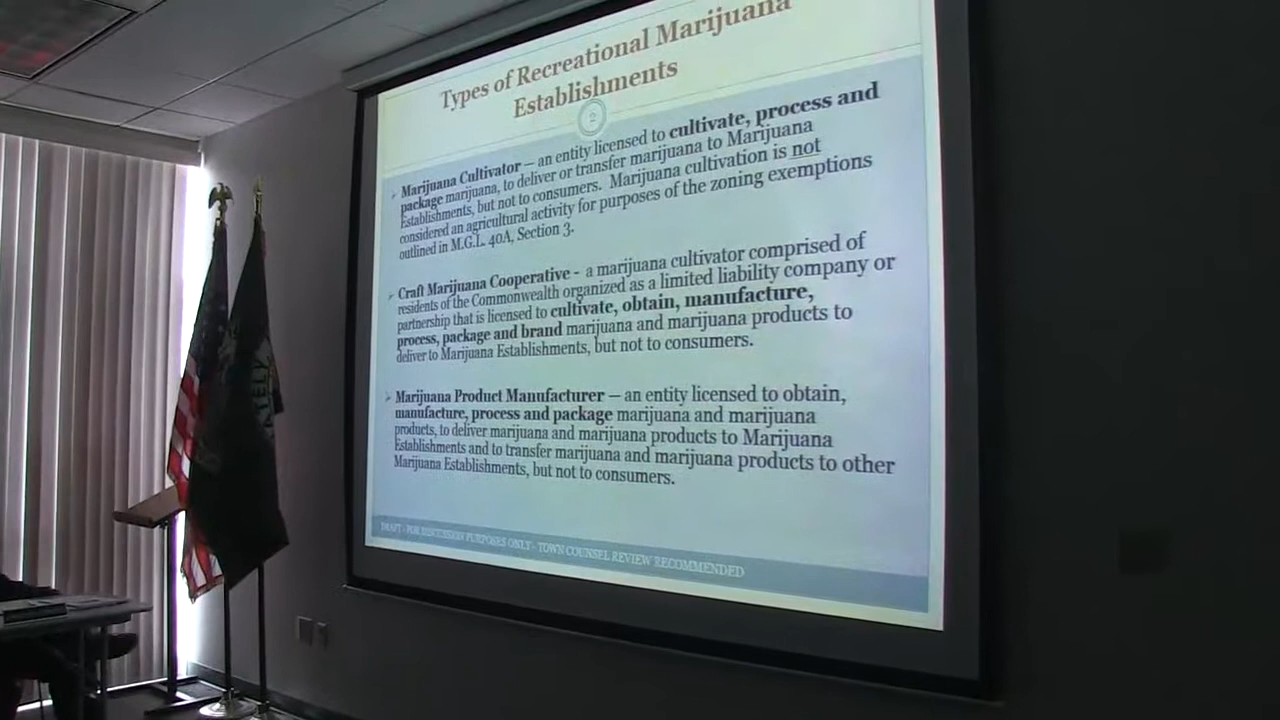 Types of Recreational Marijuana
Establishments
2
Marijuana Cultivator – an entity licensed to cultivate, process and
package marijuana, to deliver or transfer marijuana to Marijuana
Establishments, but not to consumers. Marijuana cultivation is not
considered an agricultural activity for purposes of the zoning exemptions
outlined in M.G.L. 40A, Section 3.
Craft Marijuana Cooperative - a marijuana cultivator comprised of
residents of the Commonwealth organized as a limited liability company or
partnership that is licensed to cultivate, obtain, manufacture,
process, package and brand marijuana and marijuana products to
deliver to Marijuana Establishments, but not to consumers.
Marijuana Product Manufacturer – an entity licensed to obtain,
manufacture, process and package marijuana and marijuana
products, to deliver marijuana and marijuana products to Marijuana
Establishments and to transfer marijuana and marijuana products to other
Marijuana Establishments, but not to consumers.
DRAFT - FOR DISCUSSION PURPOSES ONLY - TOWN COUNSEL REVIEW RECOMMENDED